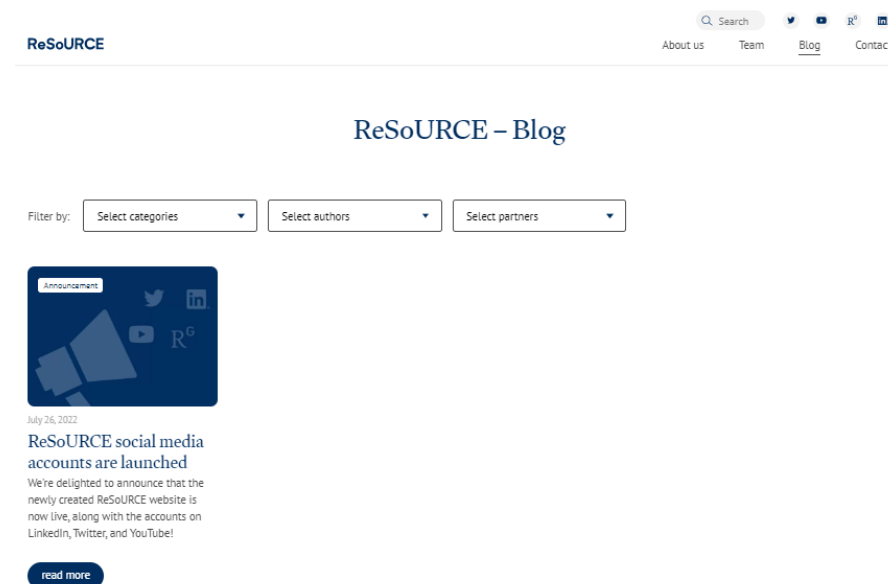 Search
R⁶
ReSoURCE
About us Team Blog Contac
ReSoURCE – Blog
Filter by: Select categories Select authors Select partners
Announcement
in
R^G
July 26, 2022
ReSoURCE social media
accounts are launched
We're delighted to announce that the
newly created ReSoURCE website is
now live, along with the accounts on
LinkedIn, Twitter, and YouTube!
read more